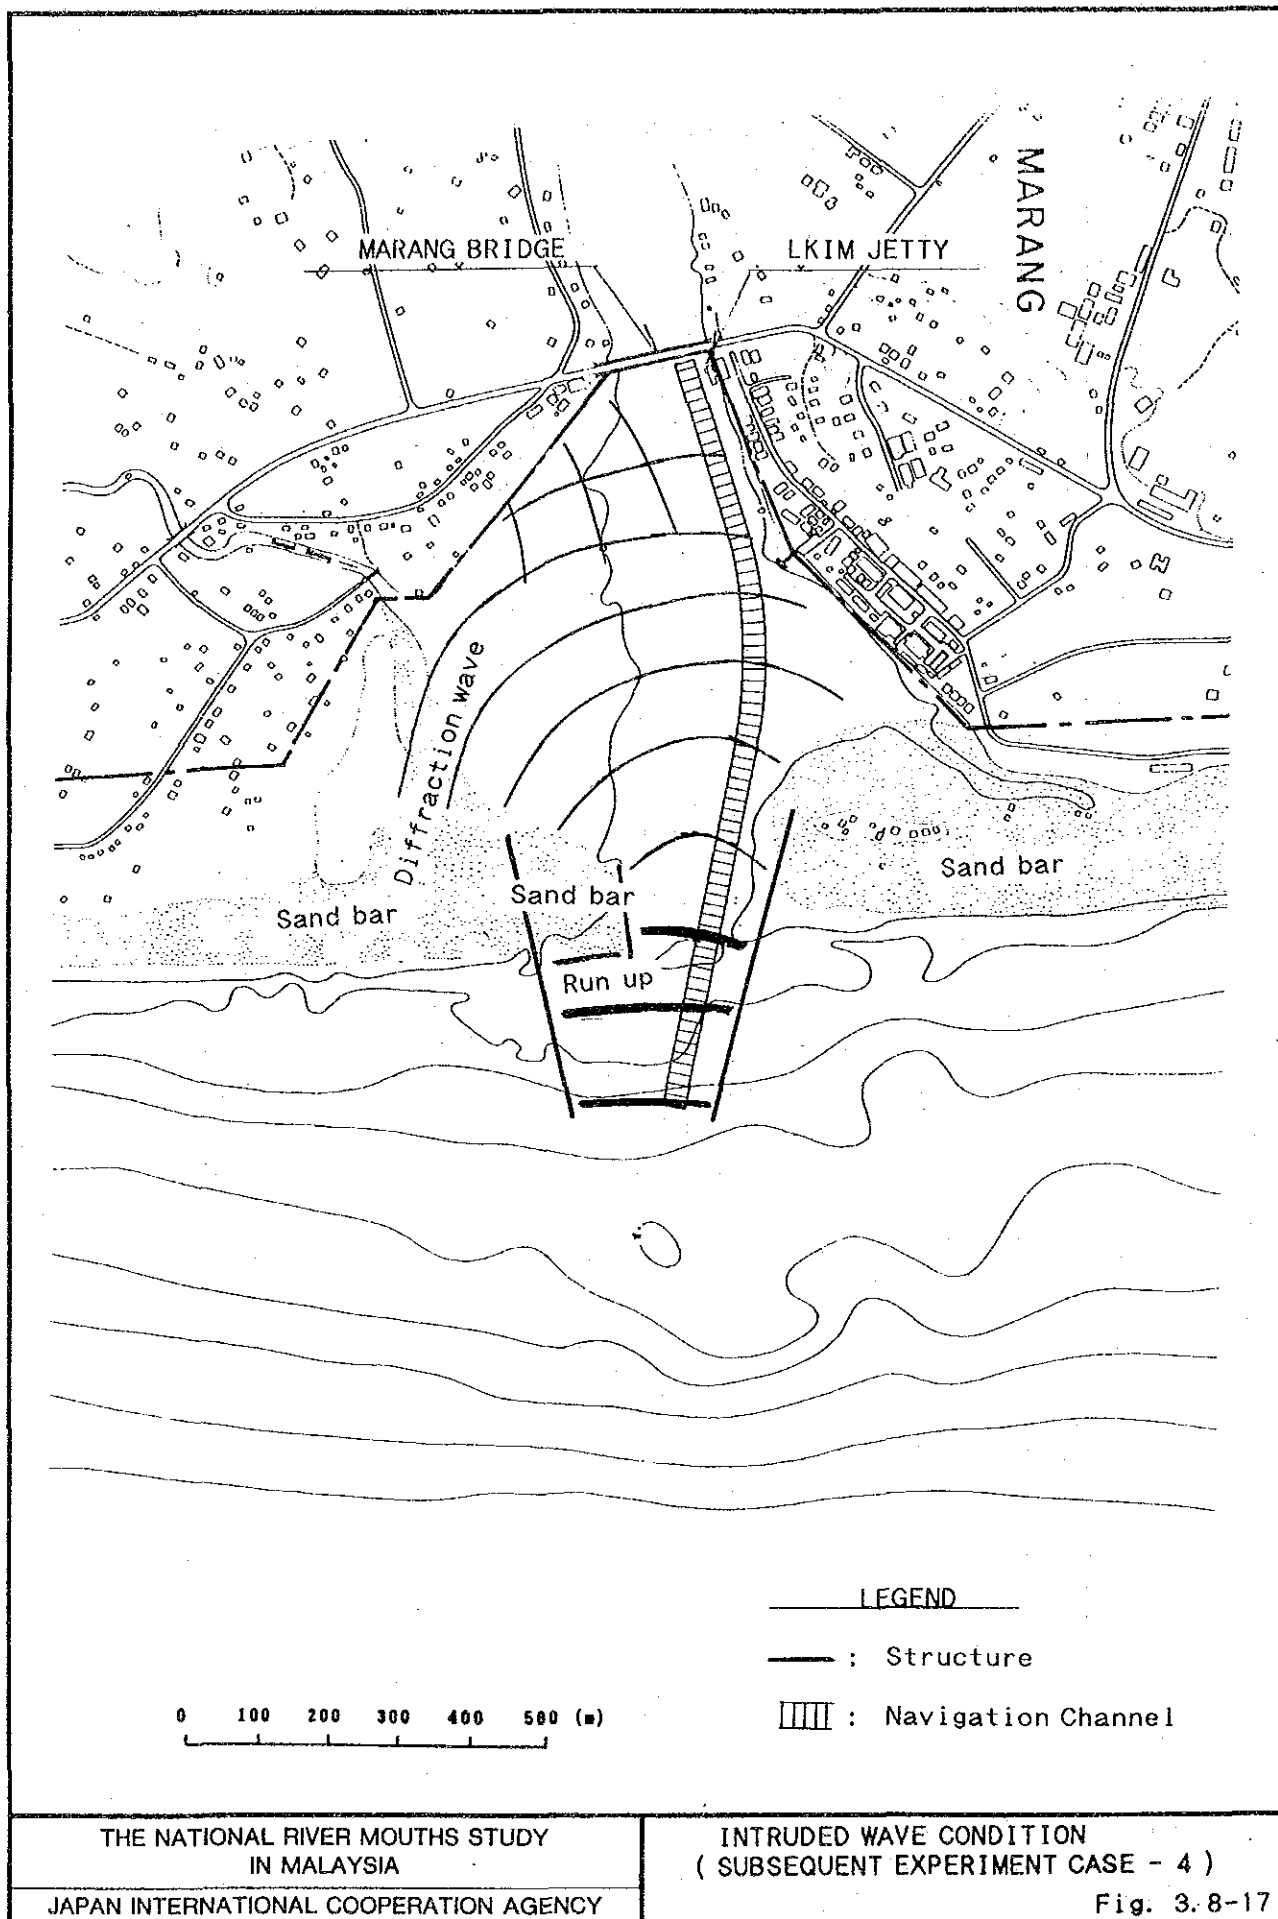 MARANG
MARANG BRIDGE
LKIM JETTY
Diffraction wave
Sand bar
Sand bar
Sand bar
Run up
LEGEND
: Structure
: Navigation Channel
0 100 200 300 400 500 (m)
THE NATIONAL RIVER MOUTHS STUDY
IN MALAYSIA
JAPAN INTERNATIONAL COOPERATION AGENCY
INTRUDED WAVE CONDITION
( SUBSEQUENT EXPERIMENT CASE - 4 )
Fig. 3.8-17